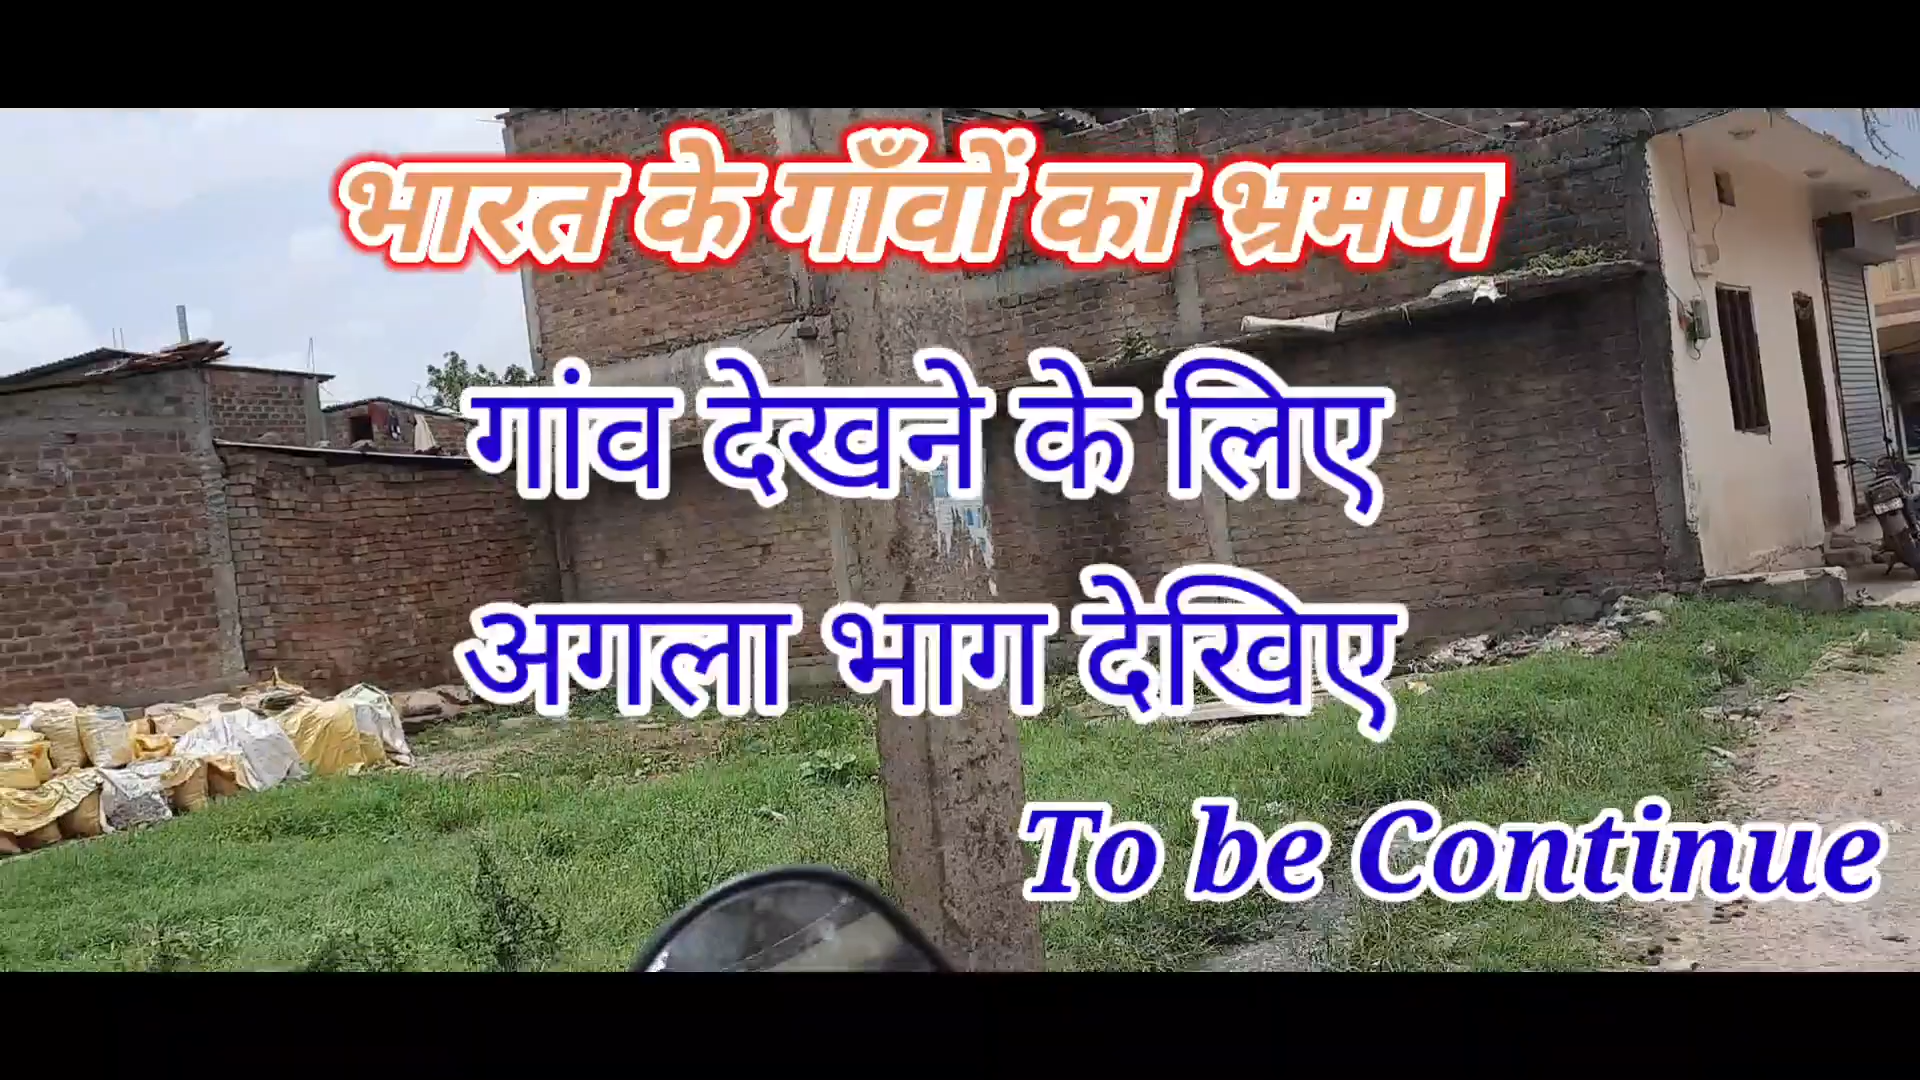 भारत के गाँवों का भ्रमण
गांव देखने के लिए
अगला भाग देखिए
To be Continue